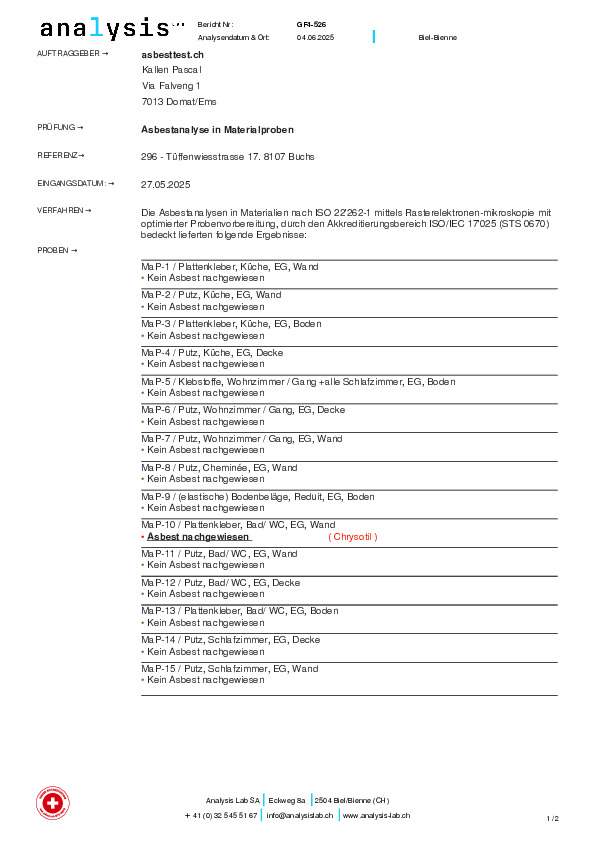 analysis
Bericht Nr: GF4-526
Analysendatum & Ort: 04.06.2025 Biel-Bienne
AUFTRAGGEBER → asbesttest.ch
Kallen Pascal
Via Falveng 1
7013 Domat/Ems
PRÜFUNG → Asbestanalyse in Materialproben
REFERENZ → 296 - Tüffenwiesstrasse 17. 8107 Buchs
EINGANGSDATUM: → 27.05.2025
VERFAHREN → Die Asbestanalysen in Materialien nach ISO 22'262-1 mittels Rasterelektronen-mikroskopie mit
optimierter Probenvorbereitung, durch den Akkreditierungsbereich ISO/IEC 17'025 (STS 0670)
bedeckt lieferten folgende Ergebnisse:
PROBEN →
MaP-1 / Plattenkleber, Küche, EG, Wand
• Kein Asbest nachgewiesen
MaP-2 / Putz, Küche, EG, Wand
• Kein Asbest nachgewiesen
MaP-3 / Plattenkleber, Küche, EG, Boden
• Kein Asbest nachgewiesen
MaP-4 / Putz, Küche, EG, Decke
• Kein Asbest nachgewiesen
MaP-5 / Klebstoffe, Wohnzimmer / Gang +alle Schlafzimmer, EG, Boden
• Kein Asbest nachgewiesen
MaP-6 / Putz, Wohnzimmer / Gang, EG, Decke
• Kein Asbest nachgewiesen
MaP-7 / Putz, Wohnzimmer / Gang, EG, Wand
• Kein Asbest nachgewiesen
MaP-8 / Putz, Cheminée, EG, Wand
• Kein Asbest nachgewiesen
MaP-9 / (elastische) Bodenbeläge, Reduit, EG, Boden
• Kein Asbest nachgewiesen
MaP-10 / Plattenkleber, Bad/ WC, EG, Wand
• Asbest nachgewiesen ( Chrysotil )
MaP-11 / Putz, Bad/ WC, EG, Wand
• Kein Asbest nachgewiesen
MaP-12 / Putz, Bad/ WC, EG, Decke
• Kein Asbest nachgewiesen
MaP-13 / Plattenkleber, Bad/ WC, EG, Boden
• Kein Asbest nachgewiesen
MaP-14 / Putz, Schlafzimmer, EG, Decke
• Kein Asbest nachgewiesen
MaP-15 / Putz, Schlafzimmer, EG, Wand
• Kein Asbest nachgewiesen
Analysis Lab SA | Eckweg 8a | 2504 Biel/Bienne (CH)
+ 41 (0) 32 545 51 67 | info@analysislab.ch | www.analysis-lab.ch
1 / 2